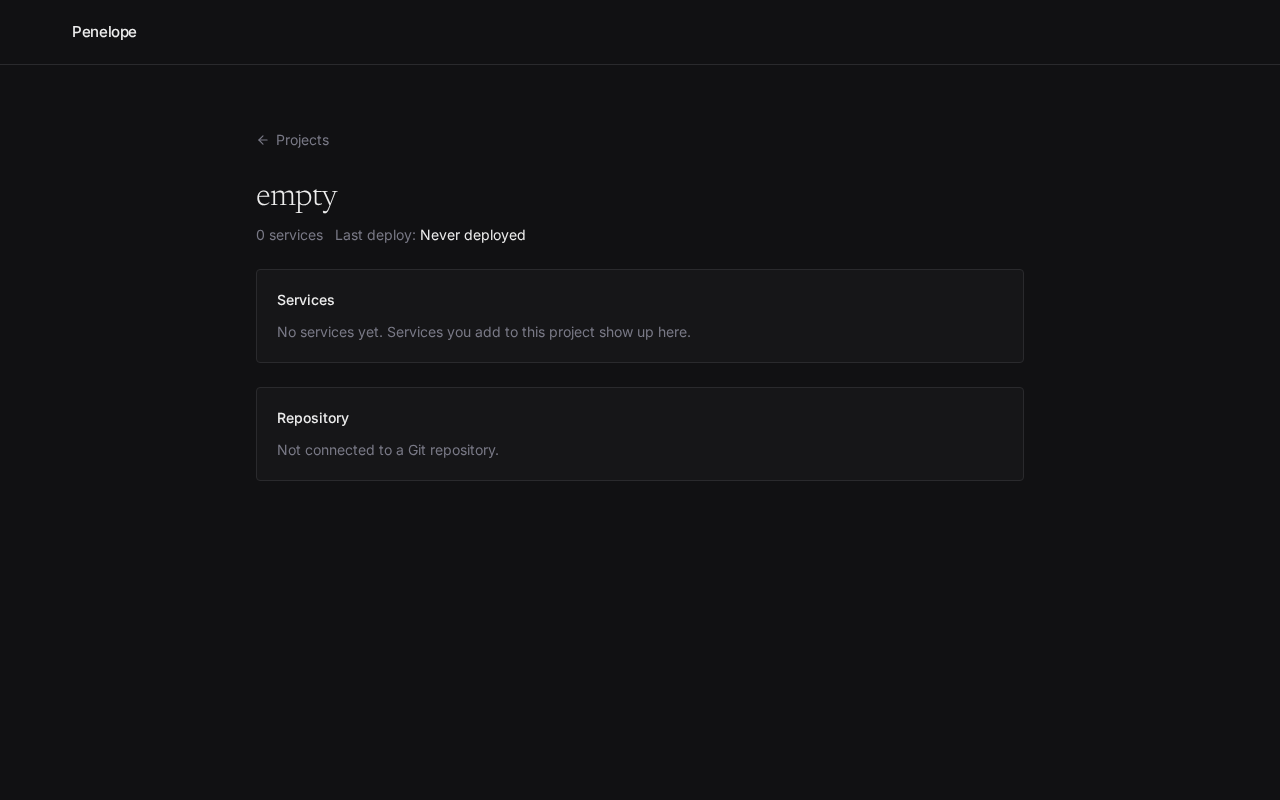 Penelope
← Projects
empty
0 services Last deploy: Never deployed
Services
No services yet. Services you add to this project show up here.
Repository
Not connected to a Git repository.